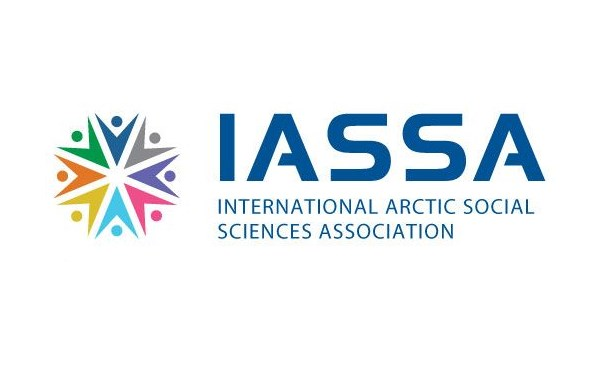 IASSA
INTERNATIONAL ARCTIC SOCIAL
SCIENCES ASSOCIATION